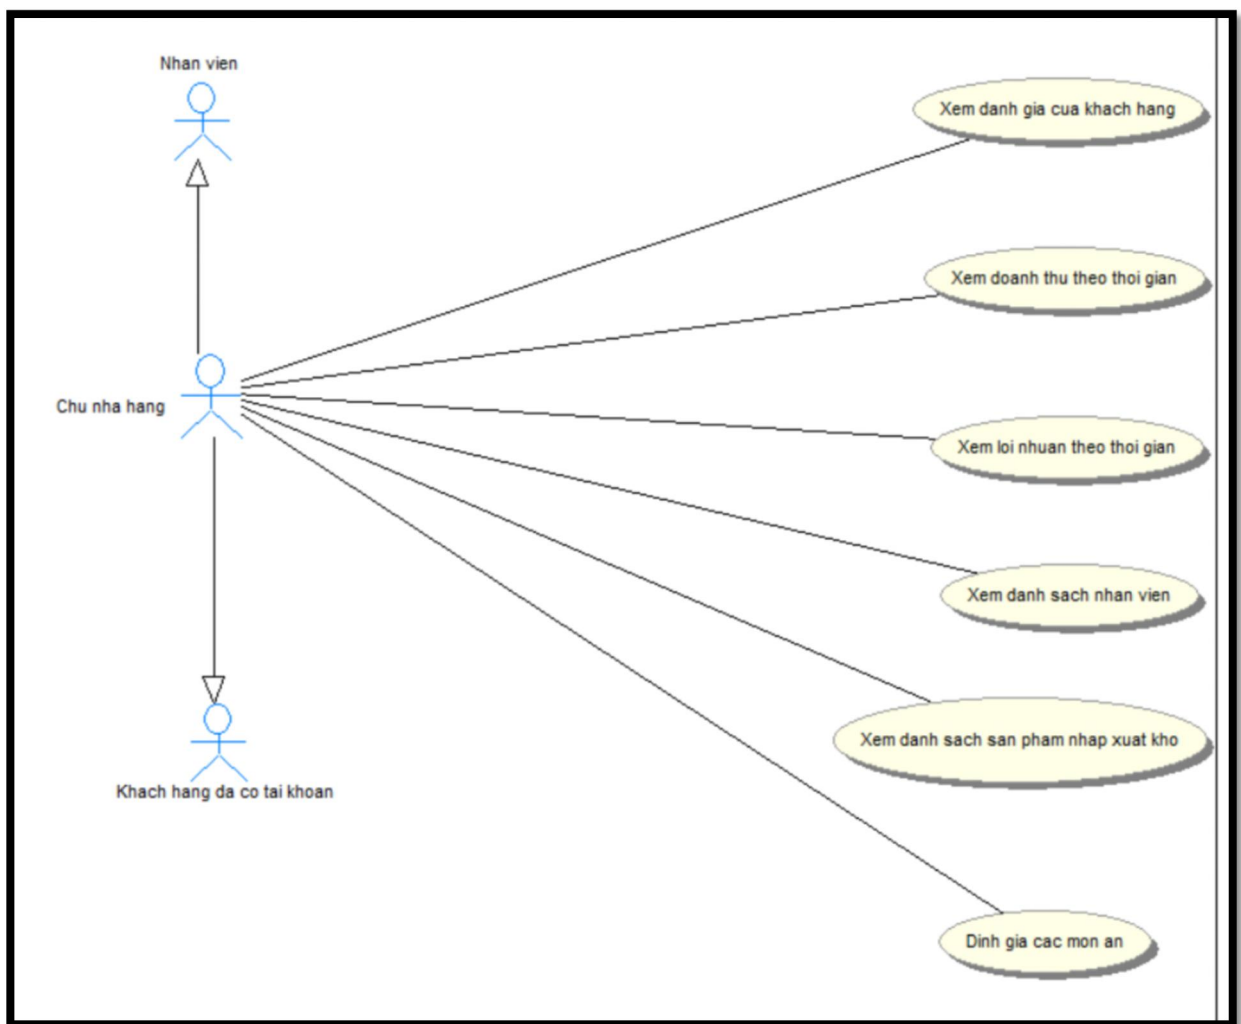 Nhan vien
Xem danh gia cua khach hang
Xem doanh thu theo thoi gian
Chu nha hang
Xem loi nhuan theo thoi gian
Xem danh sach nhan vien
Xem danh sach san pham nhap xuat kho
Khach hang da co tai khoan
Dinh gia cac mon an